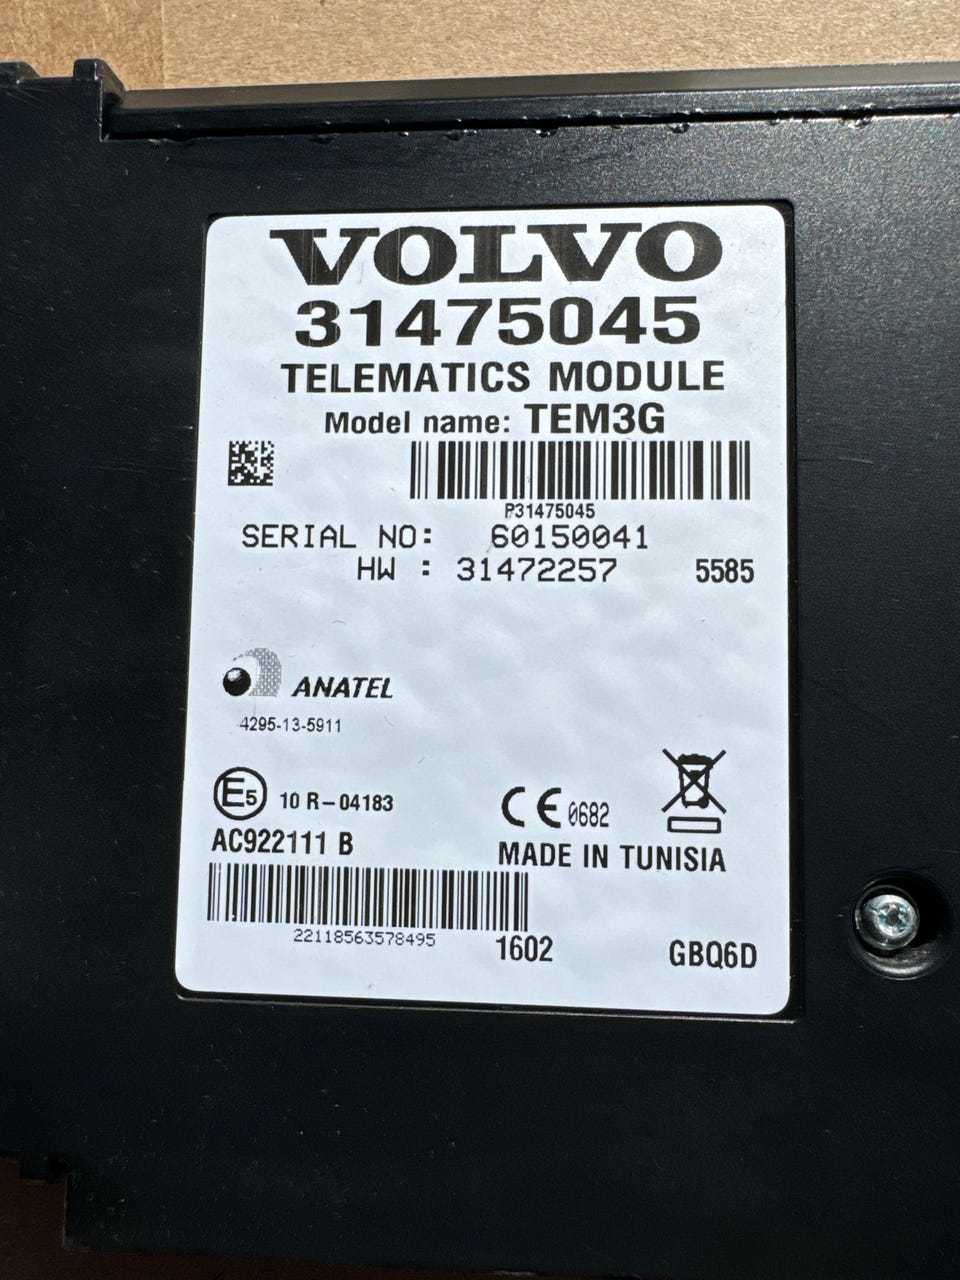 VOLVO
31475045
TELEMATICS MODULE
Model name: TEM3G
P31475045
SERIAL NO: 60150041
HW : 31472257 5585
ANATEL
4295-13-5911
E5 10 R-04183
CE 0682
AC922111 B
MADE IN TUNISIA
22118563578495
1602
GBQ6D